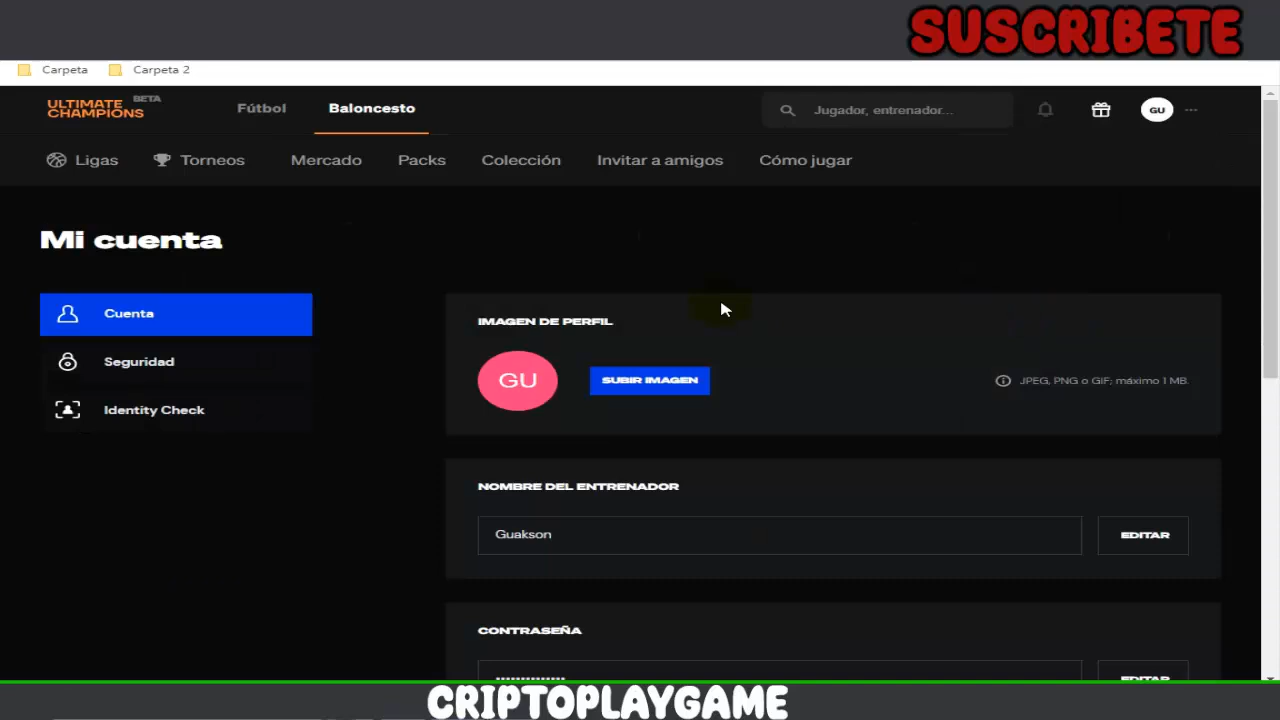 SUSCRIBETE
Carpeta Carpeta 2
ULTIMATE CHAMPIONS BETA
Fútbol Baloncesto Jugador, entrenador... GU
Ligas Torneos Mercado Packs Colección Invitar a amigos Cómo jugar
Mi cuenta
Cuenta
Seguridad
Identity Check
IMAGEN DE PERFIL
GU SUBIR IMAGEN JPEG, PNG o GIF; máximo 1 MB.
NOMBRE DEL ENTRENADOR
Guakson EDITAR
CONTRASEÑA
EDITAR
CRIPTOPLAYGAME